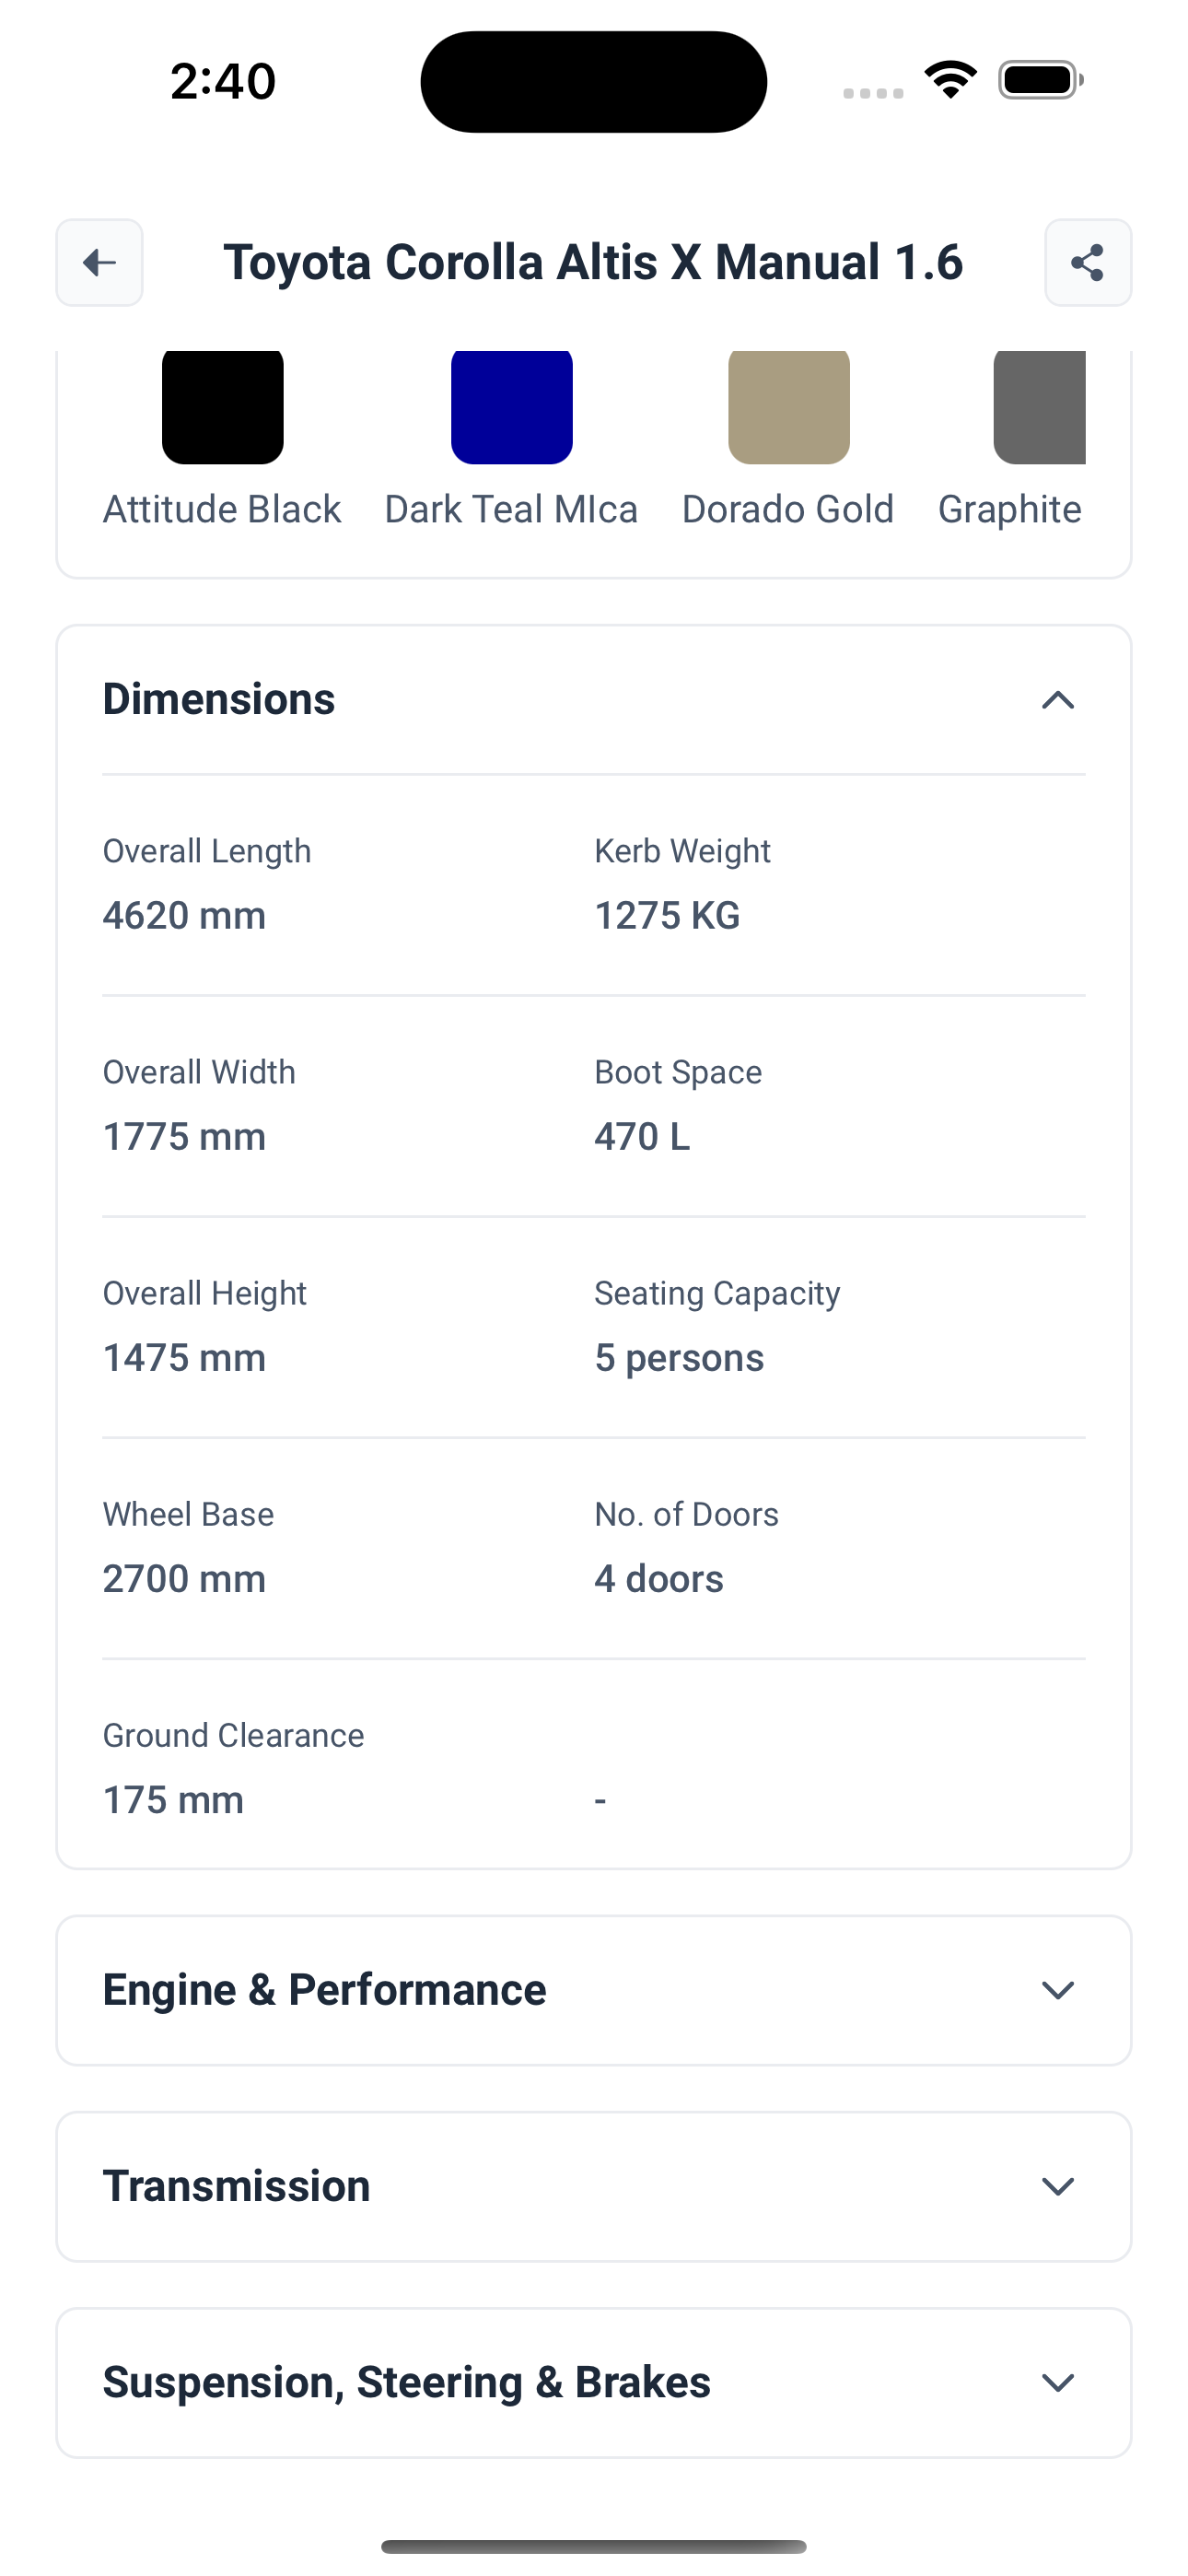 2:40
Toyota Corolla Altis X Manual 1.6
Attitude Black Dark Teal MIca Dorado Gold Graphite
Dimensions
Overall Length Kerb Weight
4620 mm 1275 KG
Overall Width Boot Space
1775 mm 470 L
Overall Height Seating Capacity
1475 mm 5 persons
Wheel Base No. of Doors
2700 mm 4 doors
Ground Clearance
175 mm -
Engine & Performance
Transmission
Suspension, Steering & Brakes